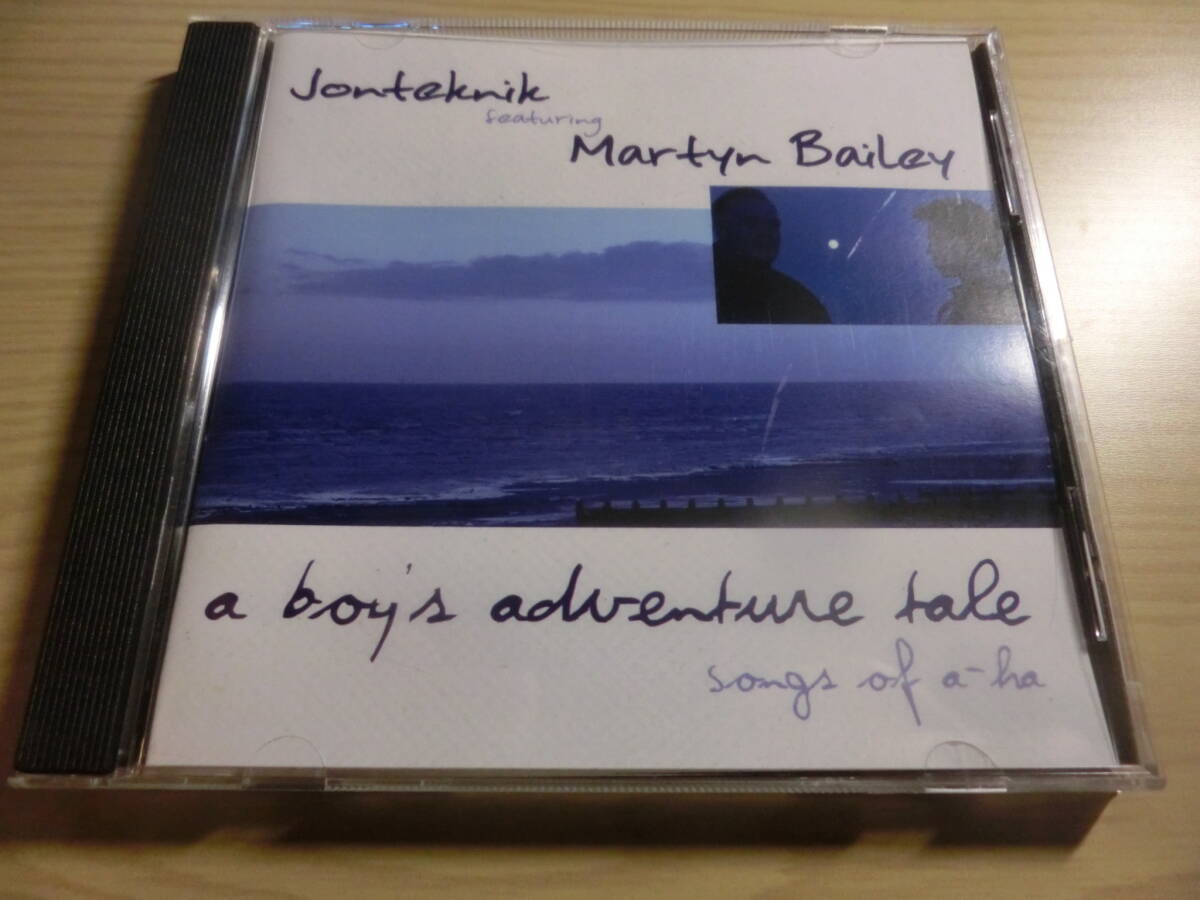 Jonteknik
featuring
Martyn Bailey
a boy's adventure tale
songs of a-ha